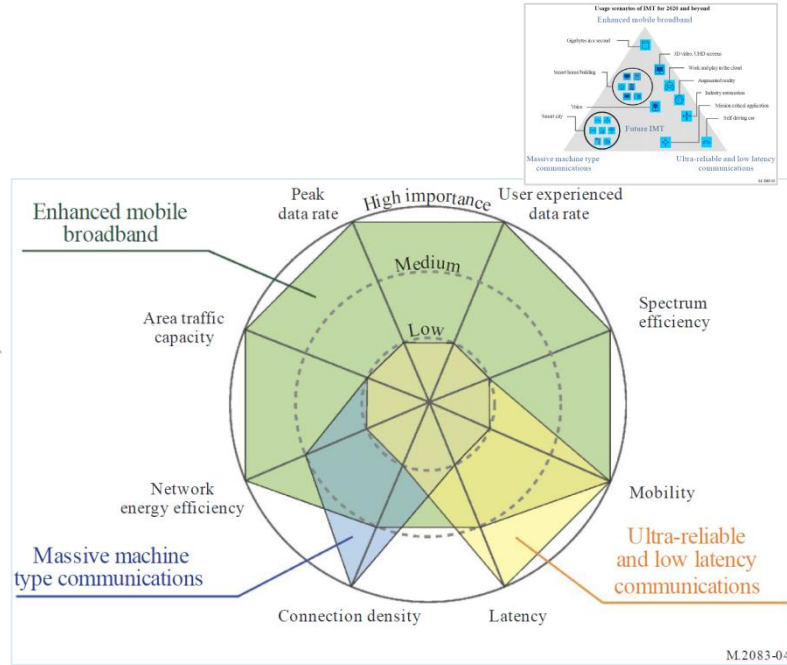 Usage scenarios of IMT for 2020 and beyond
Enhanced mobile broadband
Gigabytes in a second
3D video, UHD screens
Work and play in the cloud
Smart home/building
Augmented reality
Industry automation
Voice
Mission critical application
Smart city
Self driving car
Future IMT
Massive machine type
communications
Ultra-reliable and low latency
communications
M.2083-02
Peak
data rate
High importance
User experienced
data rate
Enhanced mobile
broadband
Medium
Area traffic
capacity
Spectrum
efficiency
Low
Network
energy efficiency
Mobility
Massive machine
type communications
Ultra-reliable
and low latency
communications
Connection density
Latency
M.2083-04